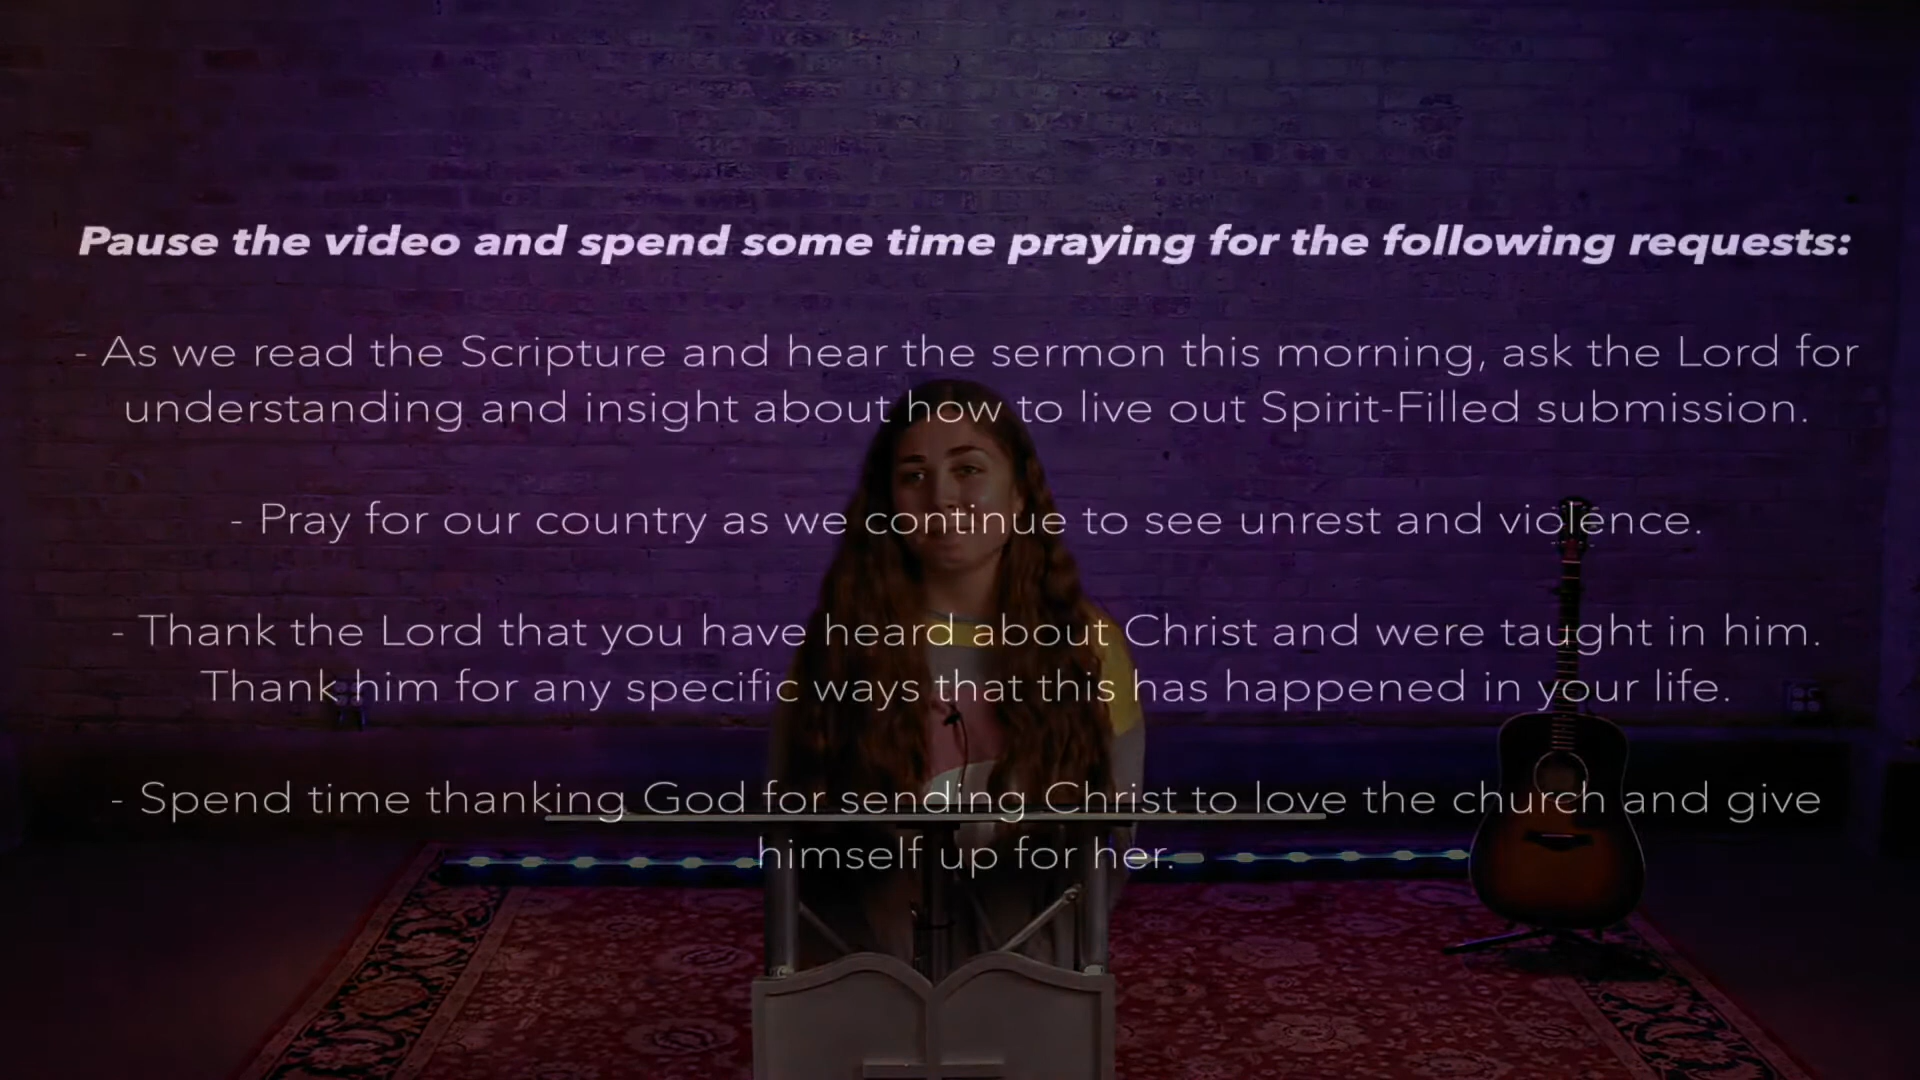 Pause the video and spend some time praying for the following requests:
- As we read the Scripture and hear the sermon this morning, ask the Lord for
understanding and insight about how to live out Spirit-Filled submission.
- Pray for our country as we continue to see unrest and violence.
- Thank the Lord that you have heard about Christ and were taught in him.
Thank him for any specific ways that this has happened in your life.
- Spend time thanking God for sending Christ to love the church and give
himself up for her.